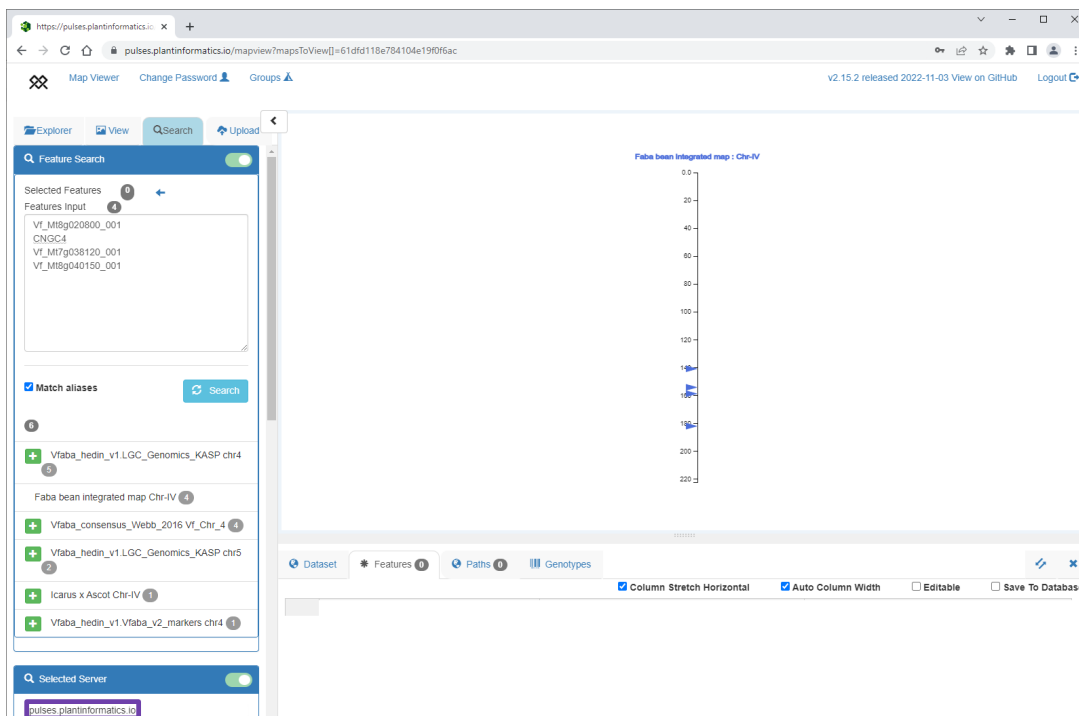 https://pulses.plantinformatics.io
pulses.plantinformatics.io/mapview?mapsToView[]=61dfd118e784104e19f0f6ac
Map Viewer Change Password Groups v2.15.2 released 2022-11-03 View on GitHub Logout
Explorer View Search Upload
Feature Search
Selected Features 0
Features Input 4
Vf_Mt8g020800_001
CNGC4
Vf_Mt7g038120_001
Vf_Mt8g040150_001
Match aliases Search
6
Vfaba_hedin_v1.LGC_Genomics_KASP chr4
5
Faba bean integrated map Chr-IV 4
Vfaba_consensus_Webb_2016 Vf_Chr_4 4
Vfaba_hedin_v1.LGC_Genomics_KASP chr5
2
Icarus x Ascot Chr-IV 1
Vfaba_hedin_v1.Vfaba_v2_markers chr4 1
Selected Server
pulses.plantinformatics.io
Faba bean integrated map : Chr-IV
0.0
20
40
60
80
100
120
140
160
180
200
220
Dataset Features 0 Paths 0 Genotypes
Column Stretch Horizontal Auto Column Width Editable Save To Database